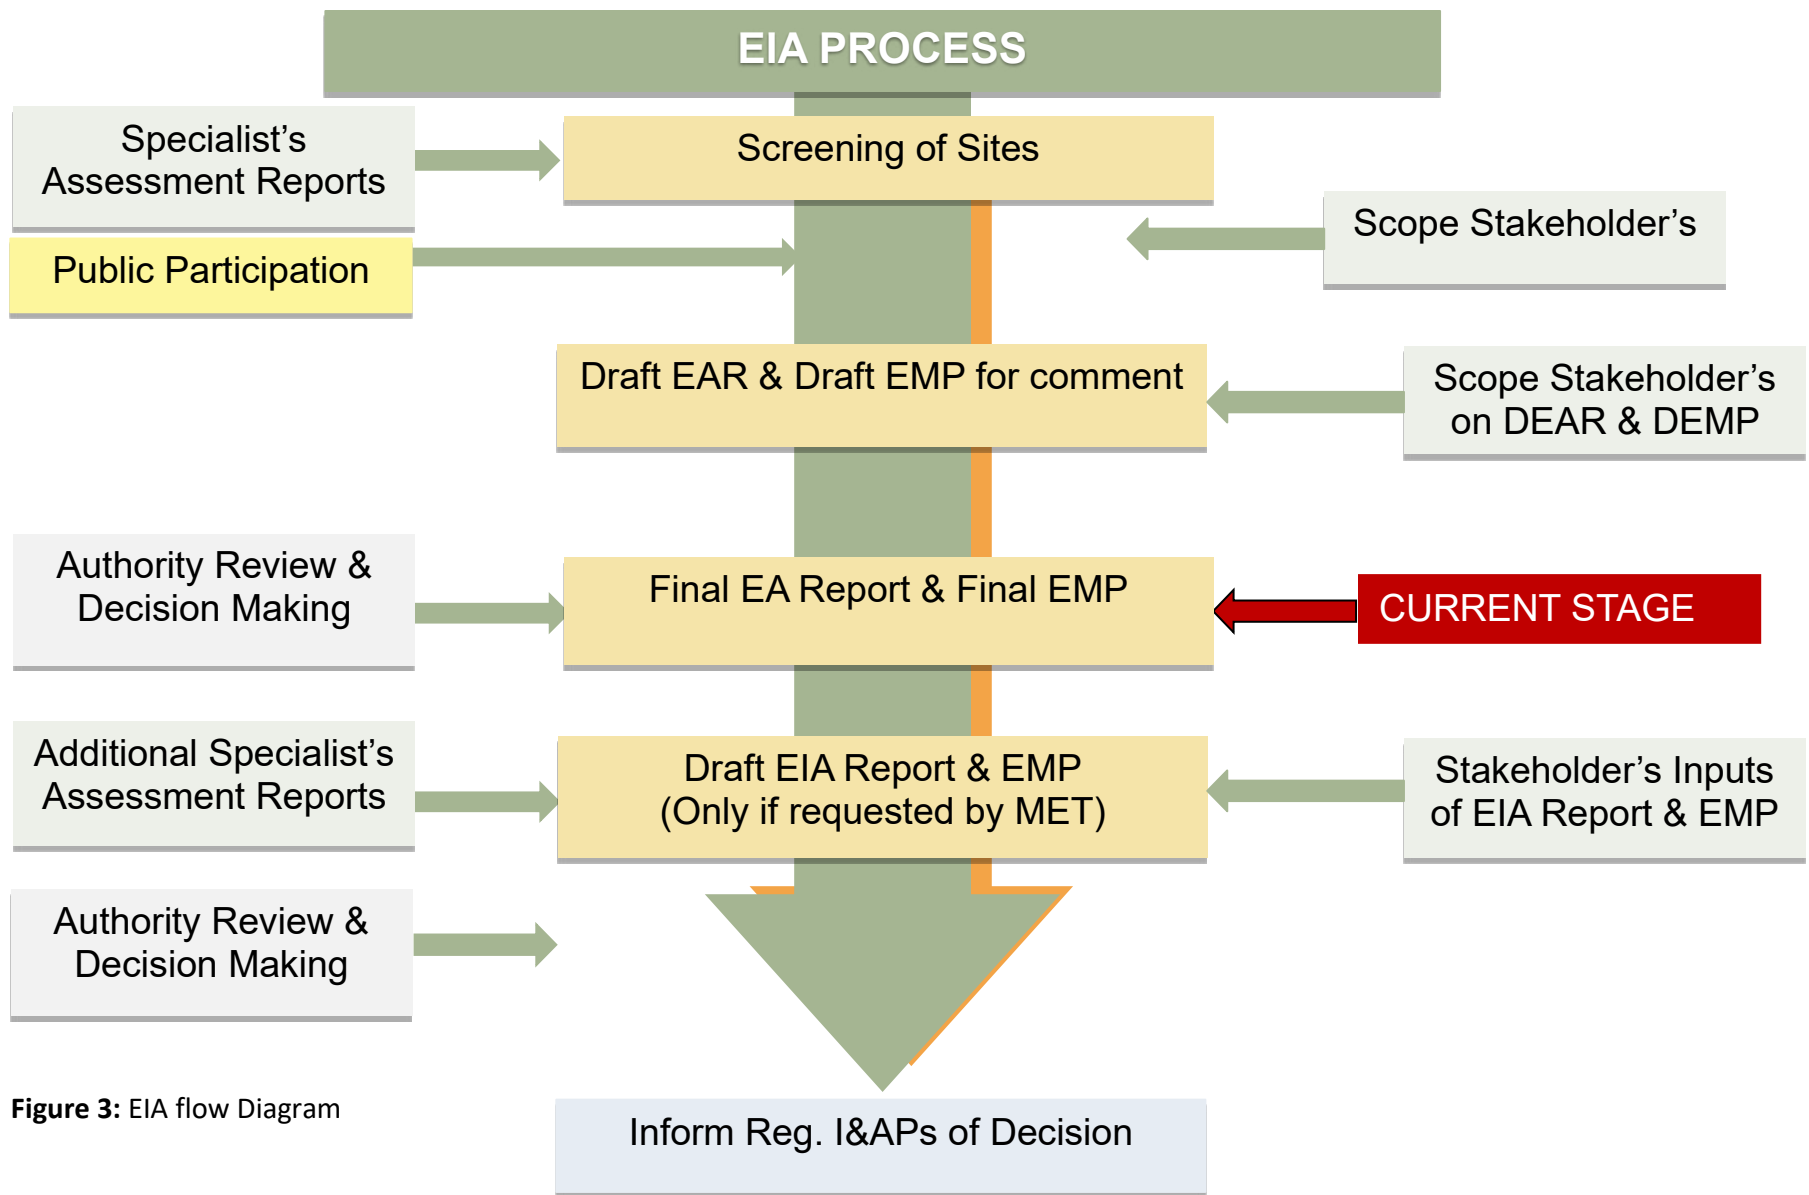 EIA PROCESS
Specialist’s
Assessment Reports
Screening of Sites
Scope Stakeholder’s
Public Participation
Draft EAR & Draft EMP for comment
Scope Stakeholder’s
on DEAR & DEMP
Authority Review &
Decision Making
Final EA Report & Final EMP
CURRENT STAGE
Additional Specialist’s
Assessment Reports
Draft EIA Report & EMP
(Only if requested by MET)
Stakeholder’s Inputs
of EIA Report & EMP
Authority Review &
Decision Making
Figure 3: EIA flow Diagram
Inform Reg. I&APs of Decision